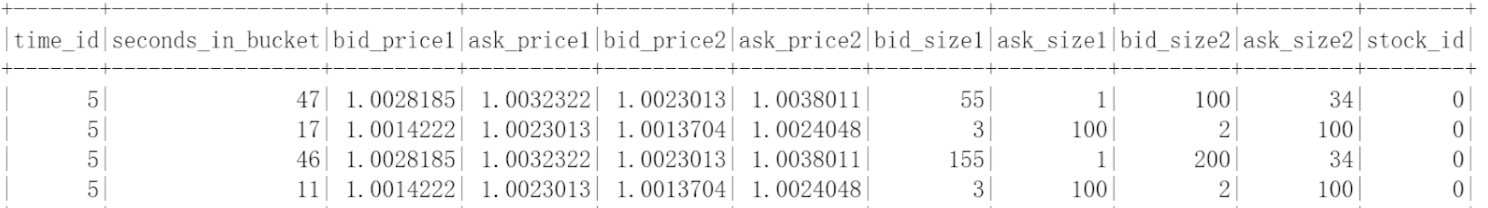 +-------+-----------------+----------+----------+----------+----------+---------+---------+---------+---------+--------+
|time_id|seconds_in_bucket|bid_price1|ask_price1|bid_price2|ask_price2|bid_size1|ask_size1|bid_size2|ask_size2|stock_id|
+-------+-----------------+----------+----------+----------+----------+---------+---------+---------+---------+--------+
|      5|               47| 1.0028185| 1.0032322| 1.0023013| 1.0038011|       55|        1|      100|       34|       0|
|      5|               17| 1.0014222| 1.0023013| 1.0013704| 1.0024048|        3|      100|        2|      100|       0|
|      5|               46| 1.0028185| 1.0032322| 1.0023013| 1.0038011|      155|        1|      200|       34|       0|
|      5|               11| 1.0014222| 1.0023013| 1.0013704| 1.0024048|        3|      100|        2|      100|       0|